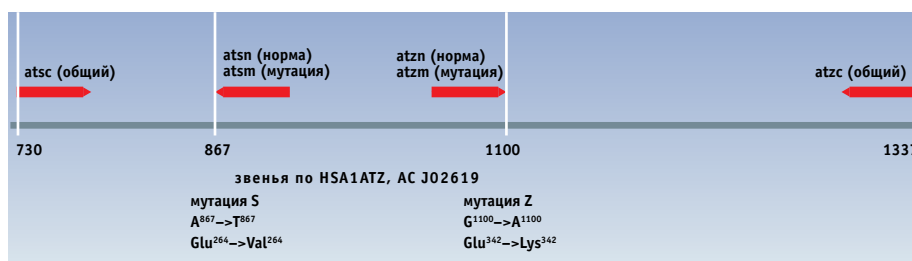 atsc (общий)
atsn (норма)
atsm (мутация)
atzn (норма)
atzm (мутация)
atzc (общий)
730
867
1100
1337
звенья по HSA1ATZ, AC J02619
мутация S
A⁸⁶⁷–>T⁸⁶⁷
Glu²⁶⁴–>Val²⁶⁴
мутация Z
G¹¹⁰⁰–>A¹¹⁰⁰
Glu³⁴²–>Lys³⁴²